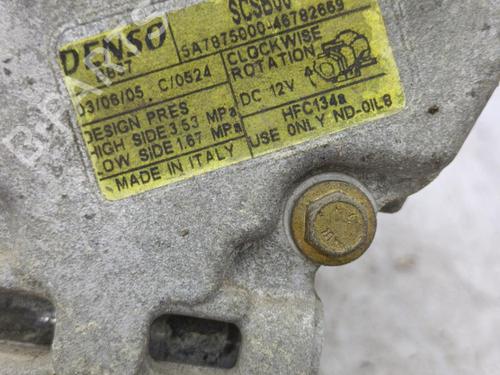 DENSO
SCSB06
5A7875000-46782669
03/06/05 C/0524
CLOCKWISE
ROTATION
DC 12V
DESIGN PRES
HIGH SIDE 3.53 MPa
LOW SIDE 1.67 MPa
HFC134a
USE ONLY ND-OIL8
MADE IN ITALY